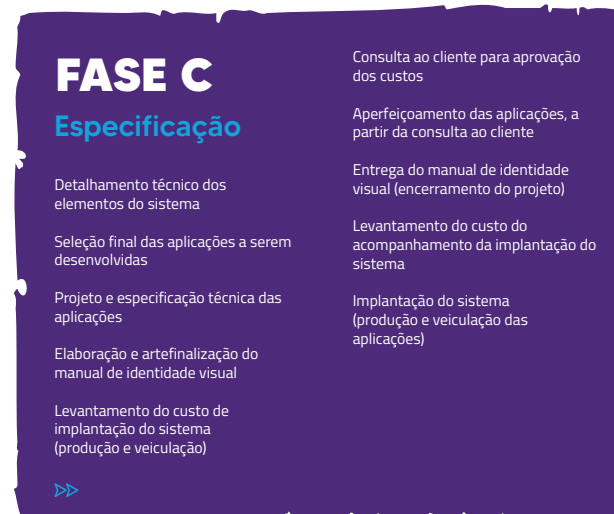 FASE C
Especificação
Detalhamento técnico dos
elementos do sistema
Seleção final das aplicações a serem
desenvolvidas
Projeto e especificação técnica das
aplicações
Elaboração e artefinalização do
manual de identidade visual
Levantamento do custo de
implantação do sistema
(produção e veiculação)
Consulta ao cliente para aprovação
dos custos
Aperfeiçoamento das aplicações, a
partir da consulta ao cliente
Entrega do manual de identidade
visual (encerramento do projeto)
Levantamento do custo do
acompanhamento da implantação do
sistema
Implantação do sistema
(produção e veiculação das
aplicações)